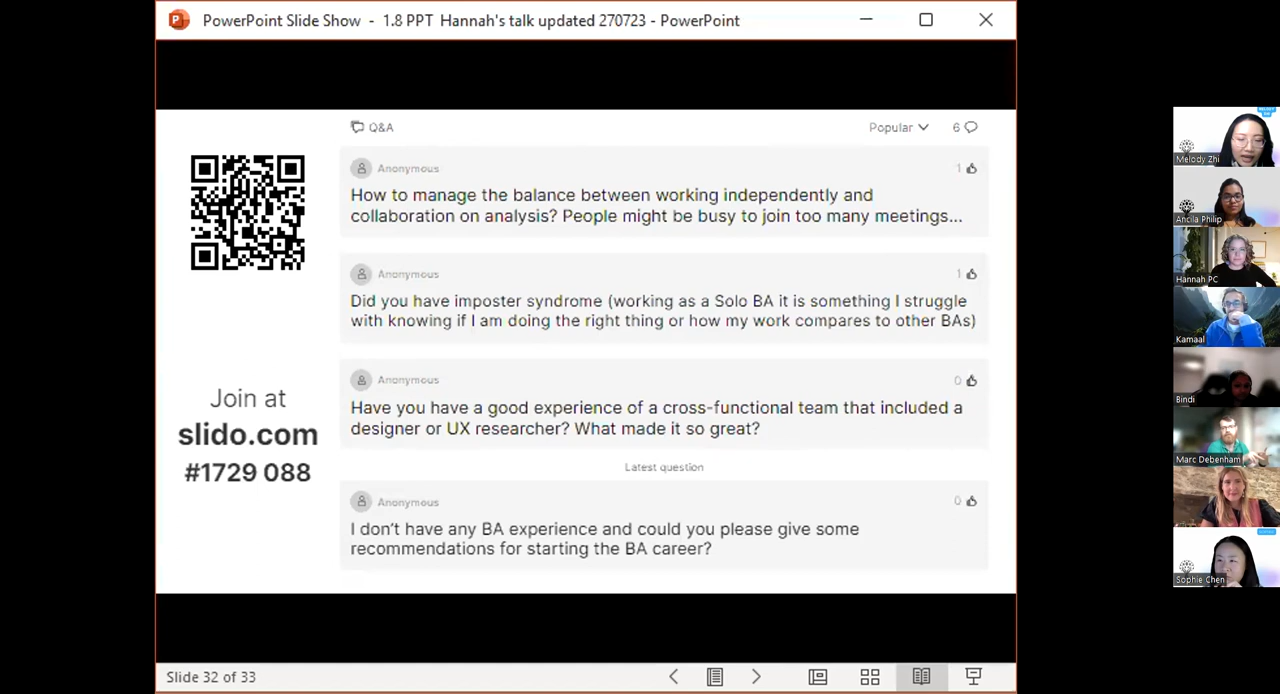 PowerPoint Slide Show - 1.8 PPT Hannah's talk updated 270723 - PowerPoint
Q&A
Popular
6
Anonymous
1
How to manage the balance between working independently and
collaboration on analysis? People might be busy to join too many meetings...
Anonymous
1
Did you have imposter syndrome (working as a Solo BA it is something I struggle
with knowing if I am doing the right thing or how my work compares to other BAs)
Anonymous
0
Have you have a good experience of a cross-functional team that included a
designer or UX researcher? What made it so great?
Latest question
Anonymous
0
I don't have any BA experience and could you please give some
recommendations for starting the BA career?
Join at
slido.com
#1729 088
Slide 32 of 33
Melody Zhi
Ancila Philip
Hannah PC
Kamaal
Bindi
Marc Debenham
Sophie Chen